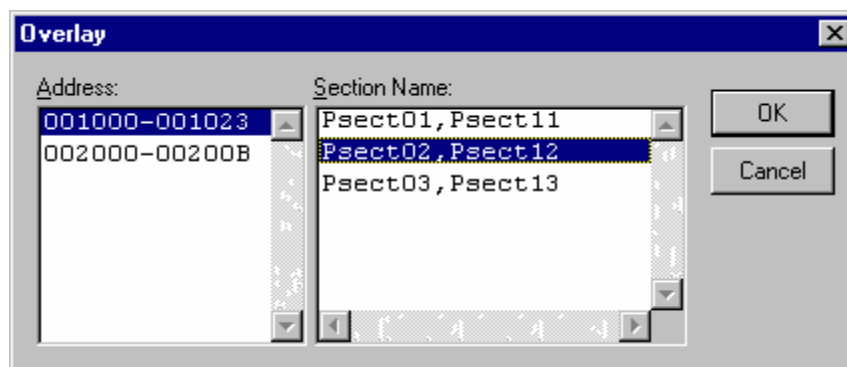 Overlay
Address:
Section Name:
001000-001023
002000-00200B
Psect01,Psect11
Psect02,Psect12
Psect03,Psect13
OK
Cancel